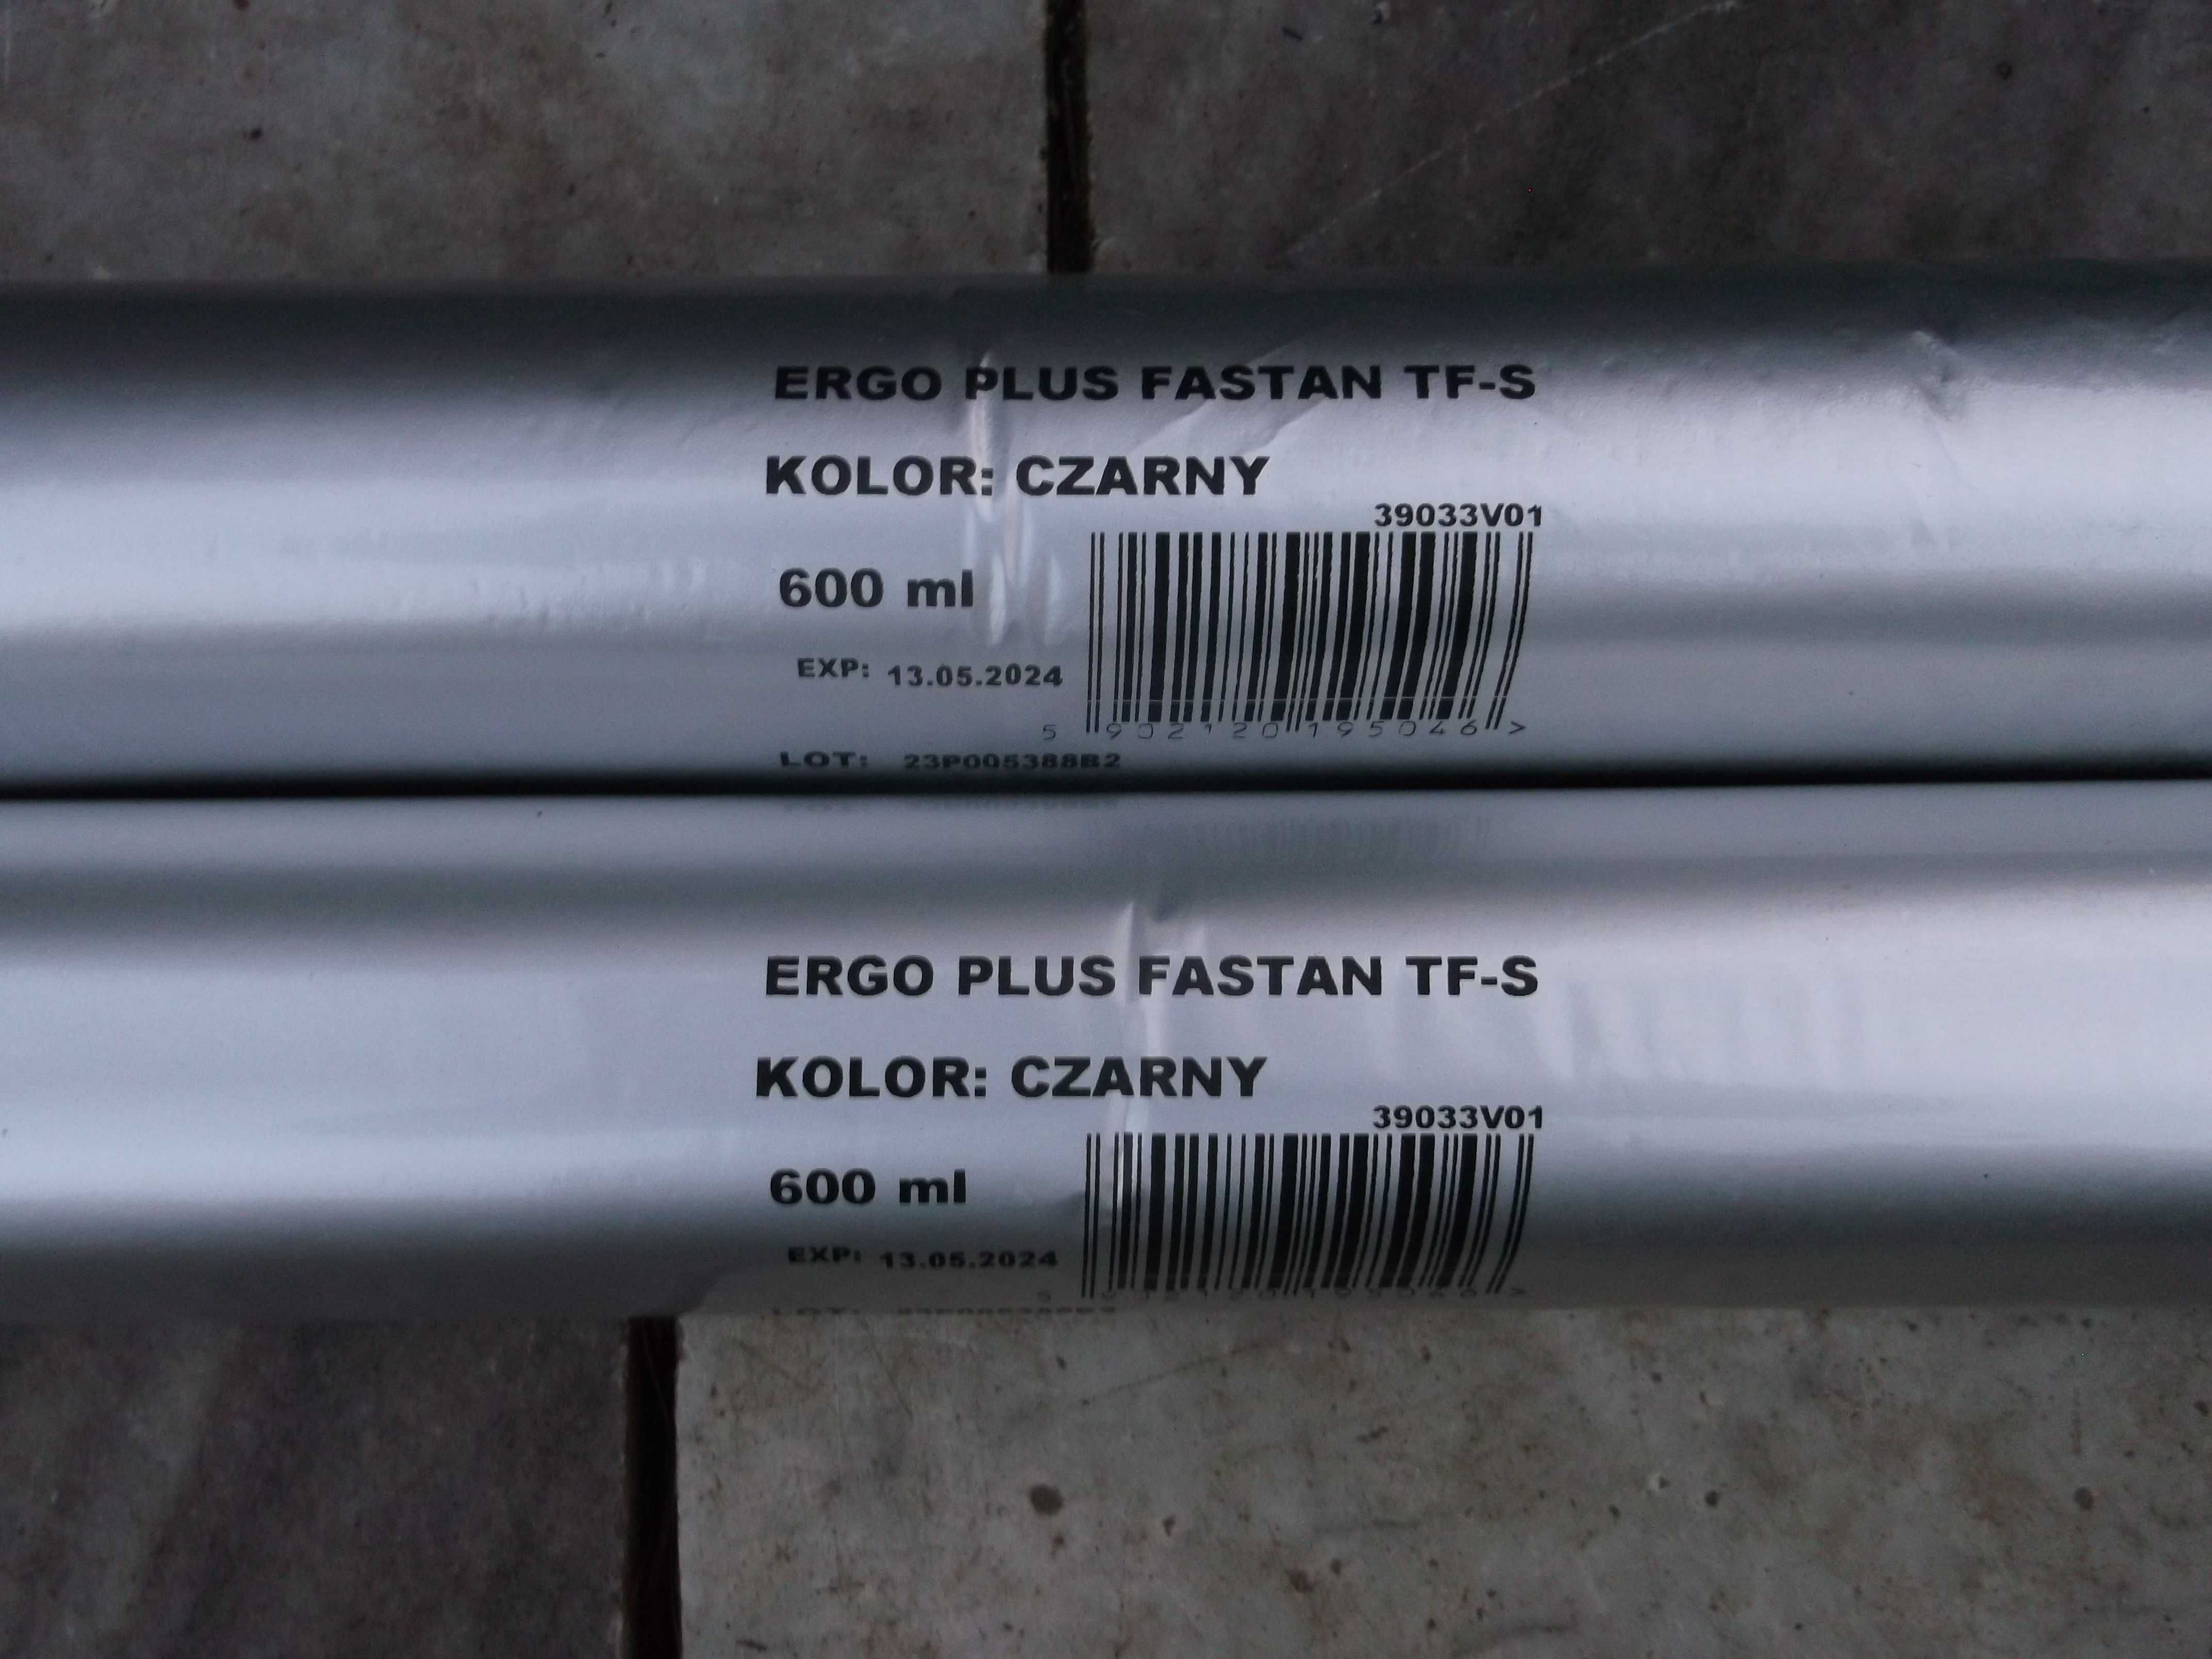 ERGO PLUS FASTAN TF-S
KOLOR: CZARNY
39033V01
600 ml
EXP: 13.05.2024
5 902120 195046 >
LOT: 23P005388B2
ERGO PLUS FASTAN TF-S
KOLOR: CZARNY
39033V01
600 ml
EXP: 13.05.2024
LOT: